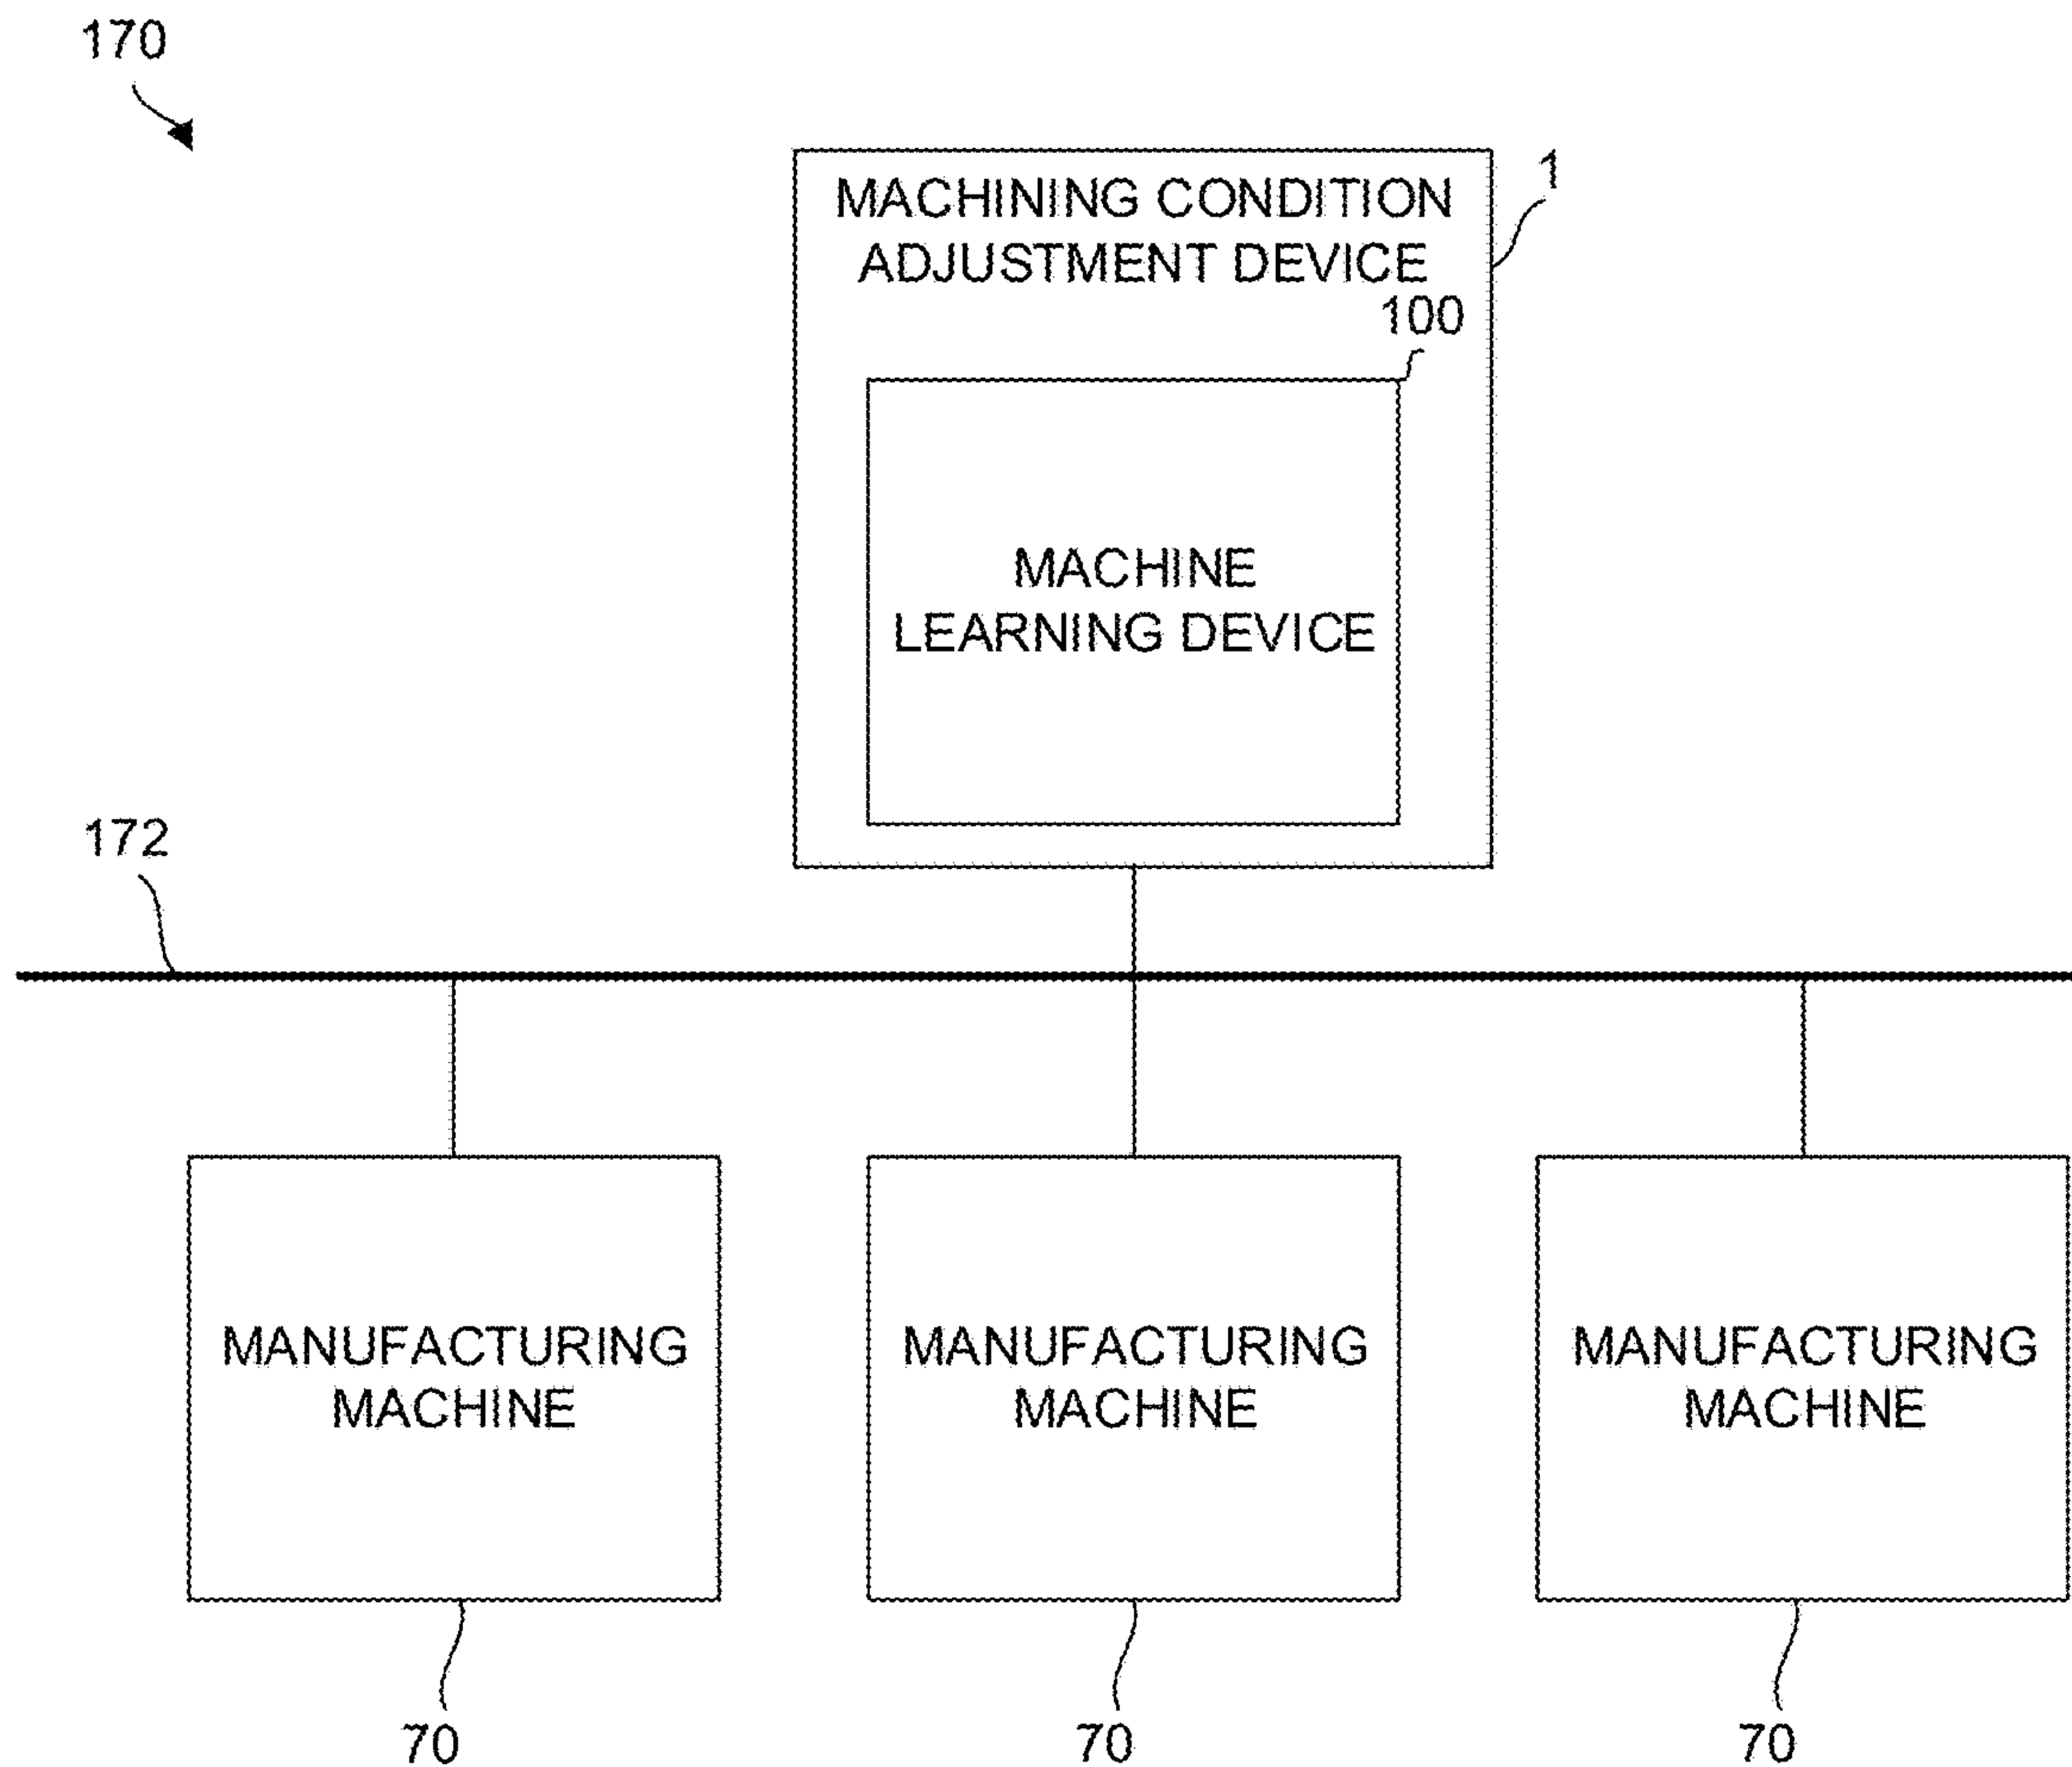 170
MACHINING CONDITION
ADJUSTMENT DEVICE
1
100
MACHINE
LEARNING DEVICE
172
MANUFACTURING
MACHINE
MANUFACTURING
MACHINE
MANUFACTURING
MACHINE
70
70
70